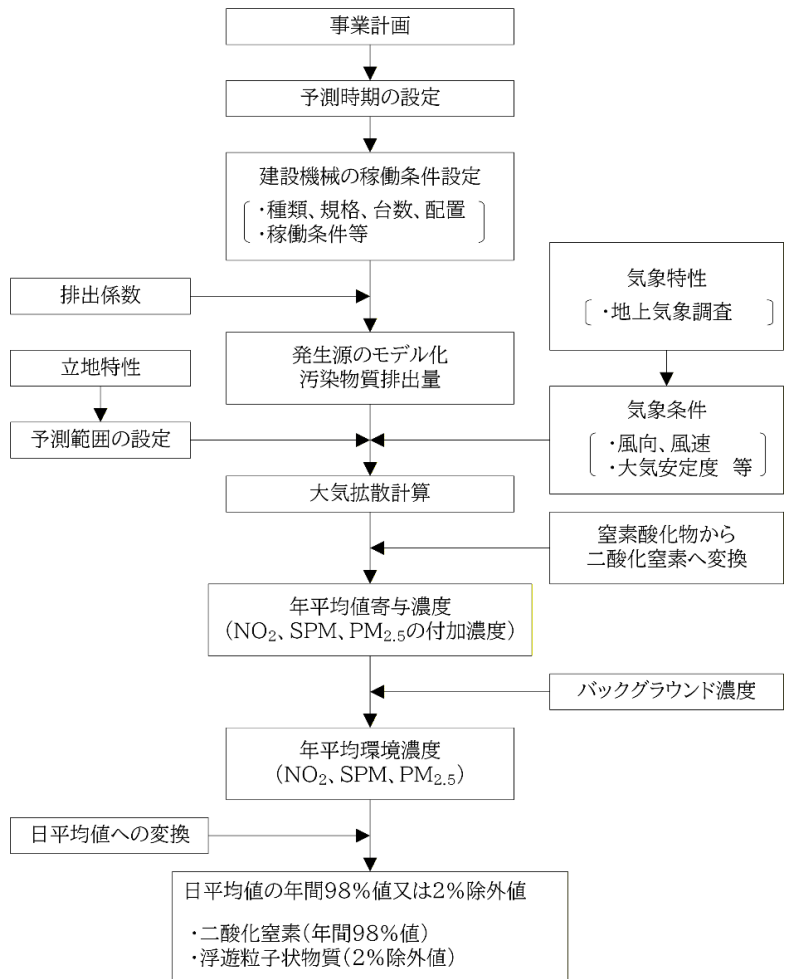 事業計画
予測時期の設定
建設機械の稼働条件設定
・種類、規格、台数、配置
・稼働条件等
排出係数
気象特性
・地上気象調査
発生源のモデル化
汚染物質排出量
立地特性
予測範囲の設定
気象条件
・風向、風速
・大気安定度 等
大気拡散計算
窒素酸化物から
二酸化窒素へ変換
年平均値寄与濃度
(NO₂、SPM、PM₂.₅の付加濃度)
バックグラウンド濃度
年平均環境濃度
(NO₂、SPM、PM₂.₅)
日平均値への変換
日平均値の年間98%値又は2%除外値
・二酸化窒素(年間98%値)
・浮遊粒子状物質(2%除外値)